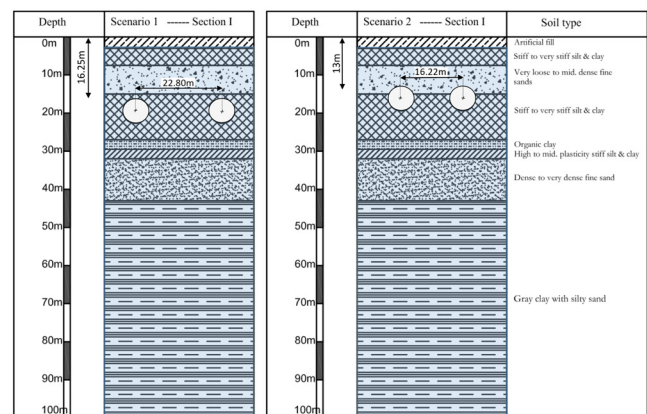 Depth
Scenario 1 ------ Section I
0m
10m
20m
30m
40m
50m
60m
70m
80m
90m
100m
16.25m
22.80m
Depth
Scenario 2 ------ Section I
Soil type
0m
10m
20m
30m
40m
50m
60m
70m
80m
90m
100m
13m
16.22m
Artificial fill
Stiff to very stiff silt & clay
Very loose to mid. dense fine
sands
Stiff to very stiff silt & clay
Organic clay
High to mid. plasticity stiff silt & clay
Dense to very dense fine sand
Gray clay with silty sand